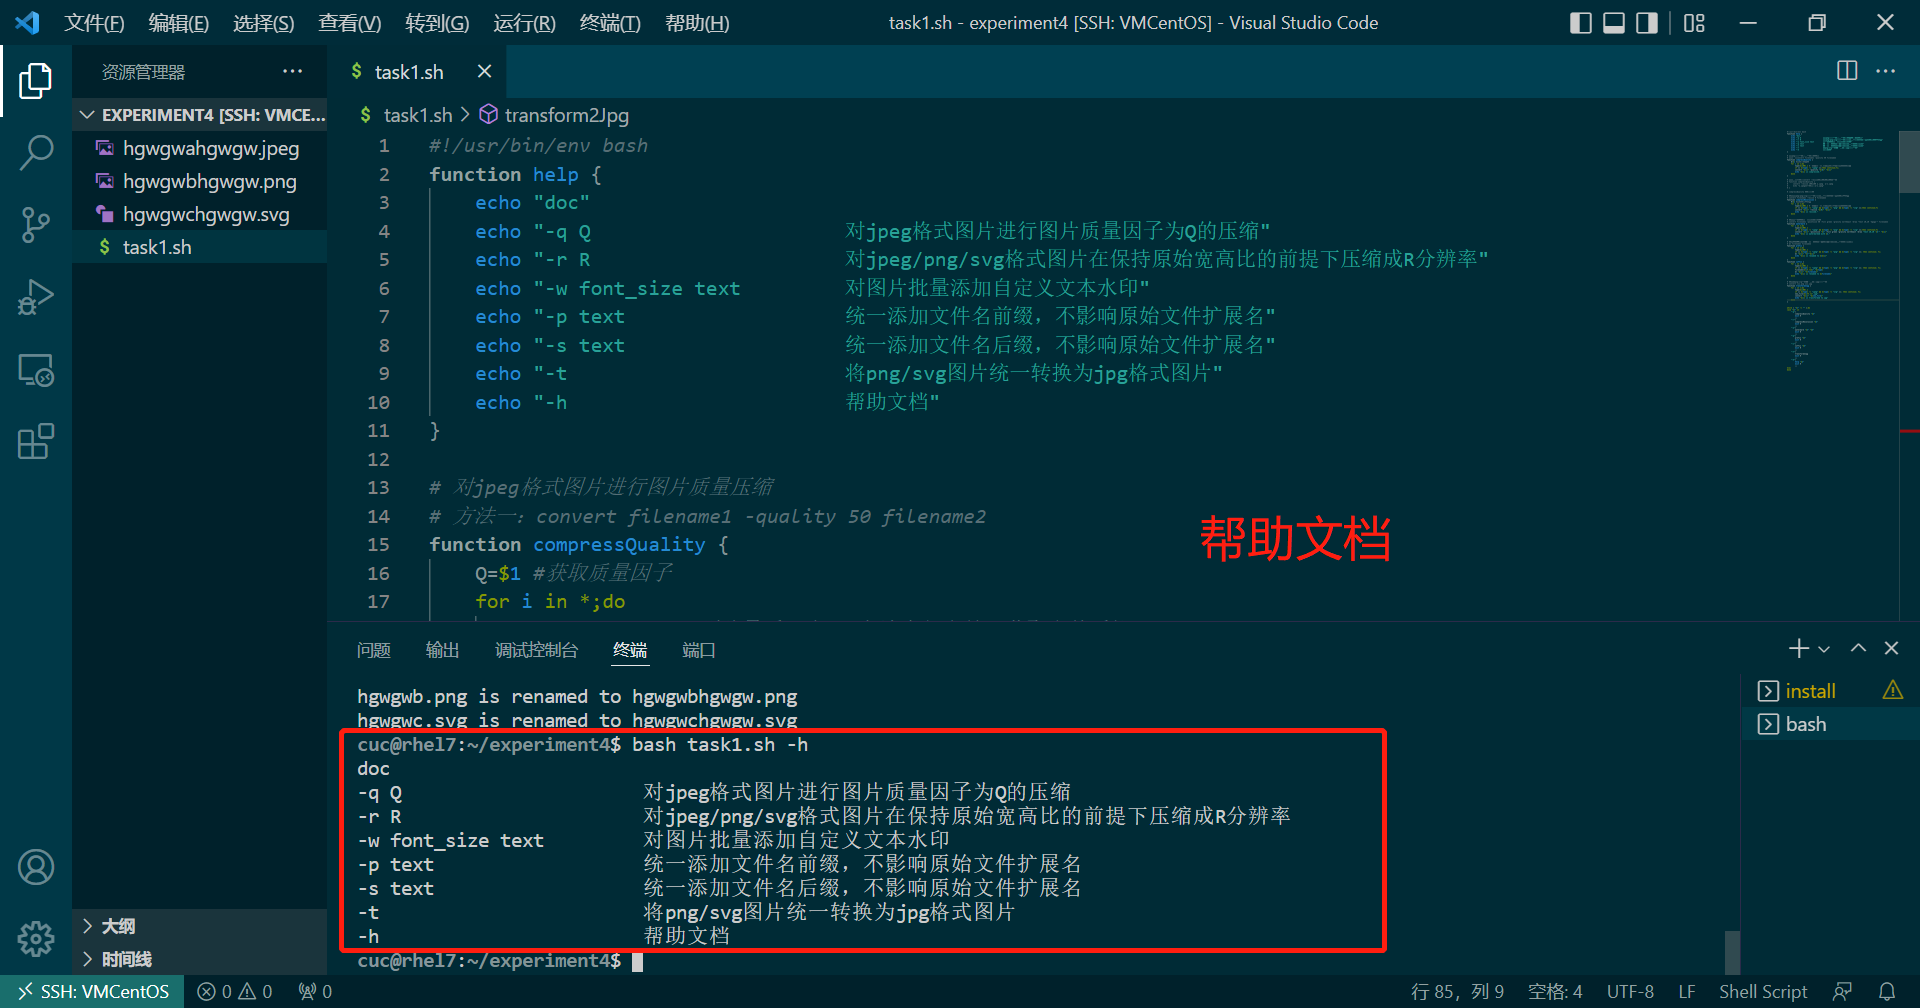 文件(F) 编辑(E) 选择(S) 查看(V) 转到(G) 运行(R) 终端(T) 帮助(H) task1.sh - experiment4 [SSH: VMCentOS] - Visual Studio Code
资源管理器 ···
EXPERIMENT4 [SSH: VMCE...
hgwgwahgwgw.jpeg
hgwgwbhgwgw.png
hgwgwchgwgw.svg
$ task1.sh
大纲
时间线
$ task1.sh
$ task1.sh > transform2Jpg
1 #!/usr/bin/env bash
2 function help {
3 echo "doc"
4 echo "-q Q 对jpeg格式图片进行图片质量因子为Q的压缩"
5 echo "-r R 对jpeg/png/svg格式图片在保持原始宽高比的前提下压缩成R分辨率"
6 echo "-w font_size text 对图片批量添加自定义文本水印"
7 echo "-p text 统一添加文件名前缀，不影响原始文件扩展名"
8 echo "-s text 统一添加文件名后缀，不影响原始文件扩展名"
9 echo "-t 将png/svg图片统一转换为jpg格式图片"
10 echo "-h 帮助文档"
11 }
12
13 # 对jpeg格式图片进行图片质量压缩
14 # 方法一：convert filename1 -quality 50 filename2
15 function compressQuality {
16 Q=$1 #获取质量因子
17 for i in *;do
帮助文档
问题 输出 调试控制台 终端 端口
hgwgwb.png is renamed to hgwgwbhgwgw.png
hgwgwc.svg is renamed to hgwgwchgwgw.svg
cuc@rhel7:~/experiment4$ bash task1.sh -h
doc
-q Q 对jpeg格式图片进行图片质量因子为Q的压缩
-r R 对jpeg/png/svg格式图片在保持原始宽高比的前提下压缩成R分辨率
-w font_size text 对图片批量添加自定义文本水印
-p text 统一添加文件名前缀，不影响原始文件扩展名
-s text 统一添加文件名后缀，不影响原始文件扩展名
-t 将png/svg图片统一转换为jpg格式图片
-h 帮助文档
cuc@rhel7:~/experiment4$
install
bash
SSH: VMCentOS 0 0 0 行 85，列 9 空格: 4 UTF-8 LF Shell Script